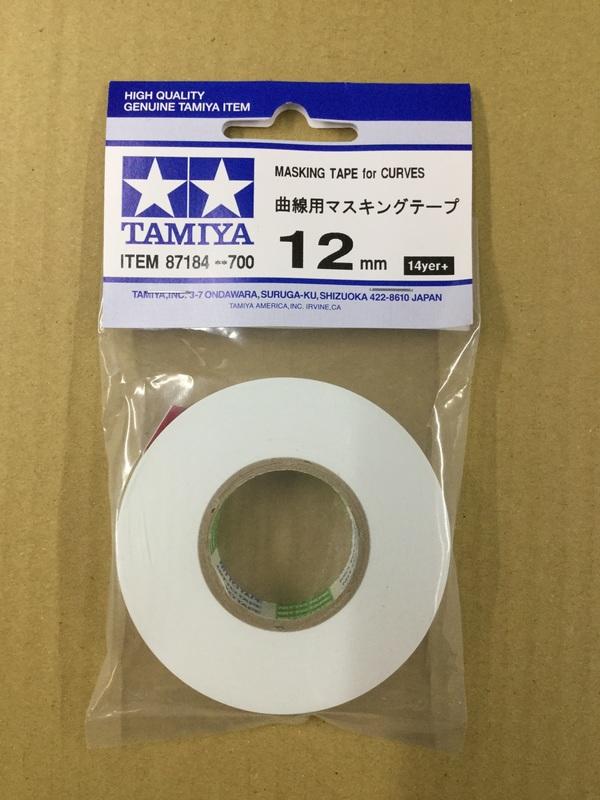 HIGH QUALITY
GENUINE TAMIYA ITEM
MASKING TAPE for CURVES
曲線用マスキングテープ
TAMIYA
12 mm
14yer+
ITEM 87184 **700
TAMIYA,INC. 3-7 ONDAWARA,SURUGA-KU,SHIZUOKA 422-8610 JAPAN
TAMIYA AMERICA,INC. IRVINE,CA